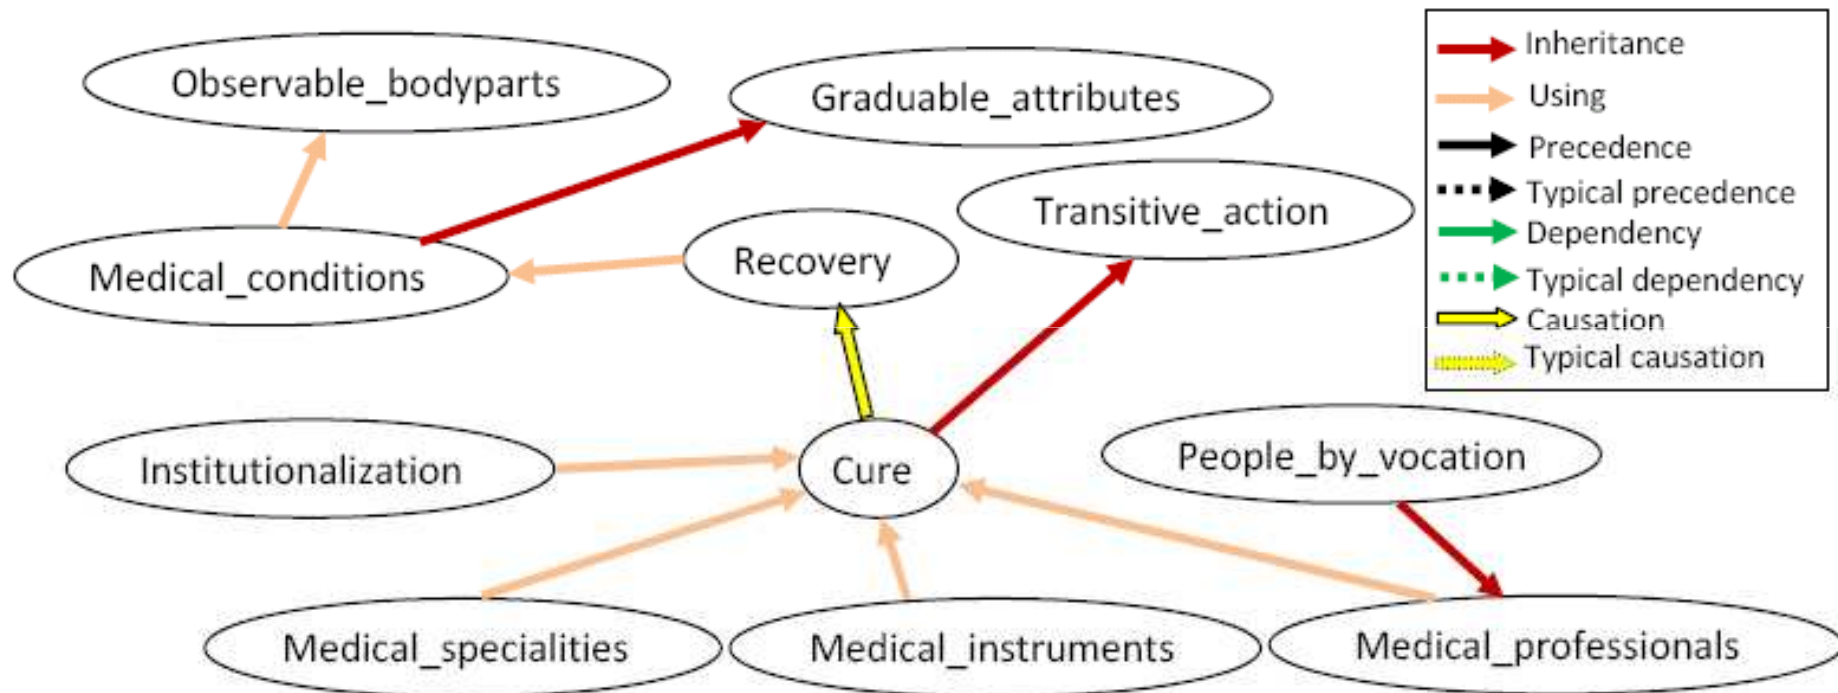 Observable_bodyparts
Graduable_attributes
Transitive_action
Recovery
Medical_conditions
Institutionalization
Cure
People_by_vocation
Medical_specialities
Medical_instruments
Medical_professionals
Inheritance
Using
Precedence
Typical precedence
Dependency
Typical dependency
Causation
Typical causation